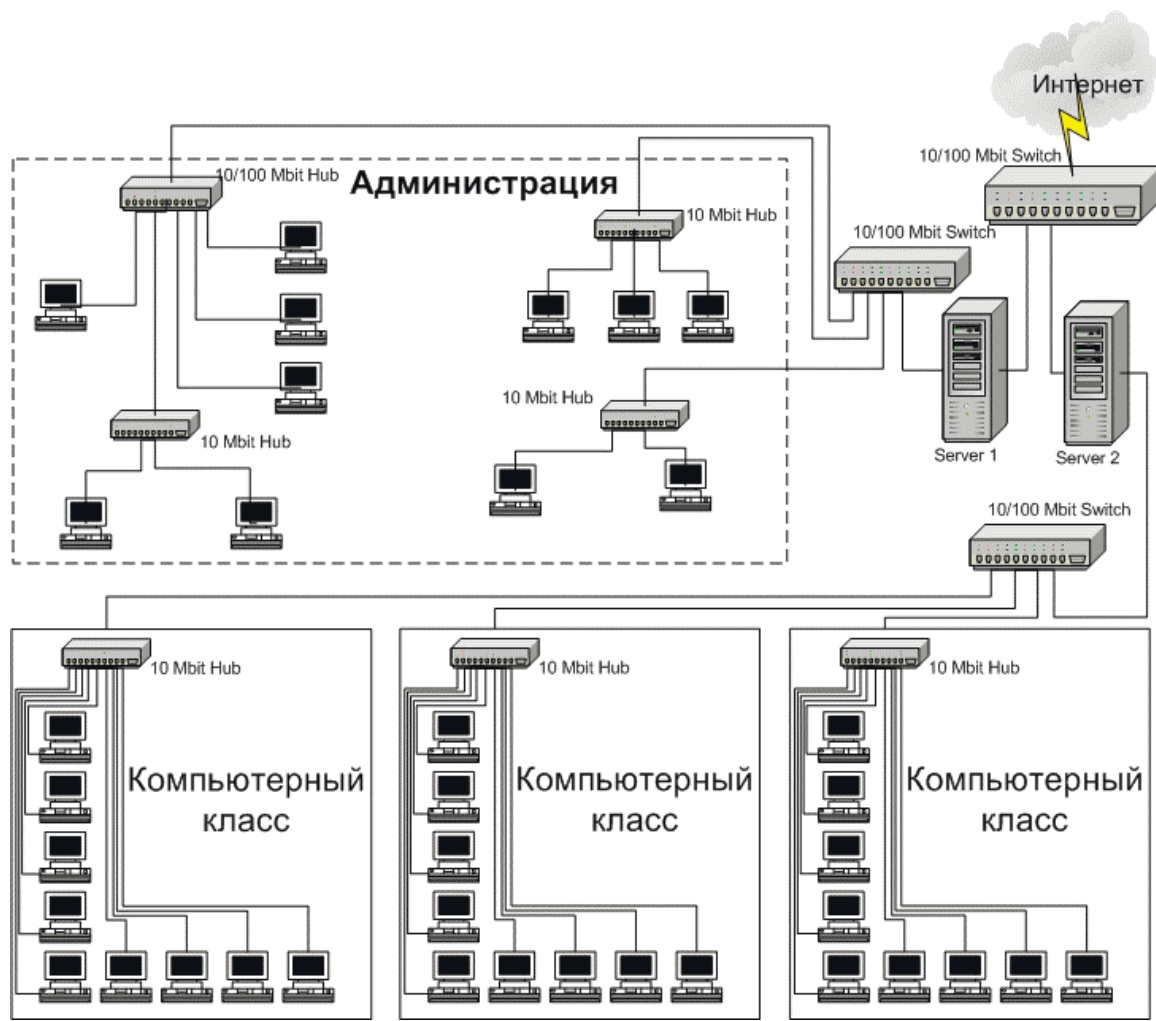 Интернет
10/100 Mbit Switch
10/100 Mbit Hub
Администрация
10 Mbit Hub
10/100 Mbit Switch
10 Mbit Hub
10 Mbit Hub
Server 1
Server 2
10/100 Mbit Switch
10 Mbit Hub
10 Mbit Hub
10 Mbit Hub
Компьютерный
класс
Компьютерный
класс
Компьютерный
класс